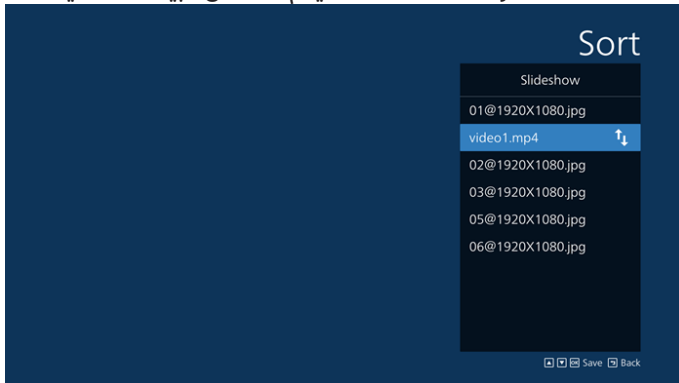 Sort
Slideshow
01@1920X1080.jpg
video1.mp4
02@1920X1080.jpg
03@1920X1080.jpg
05@1920X1080.jpg
06@1920X1080.jpg
OK Save Back